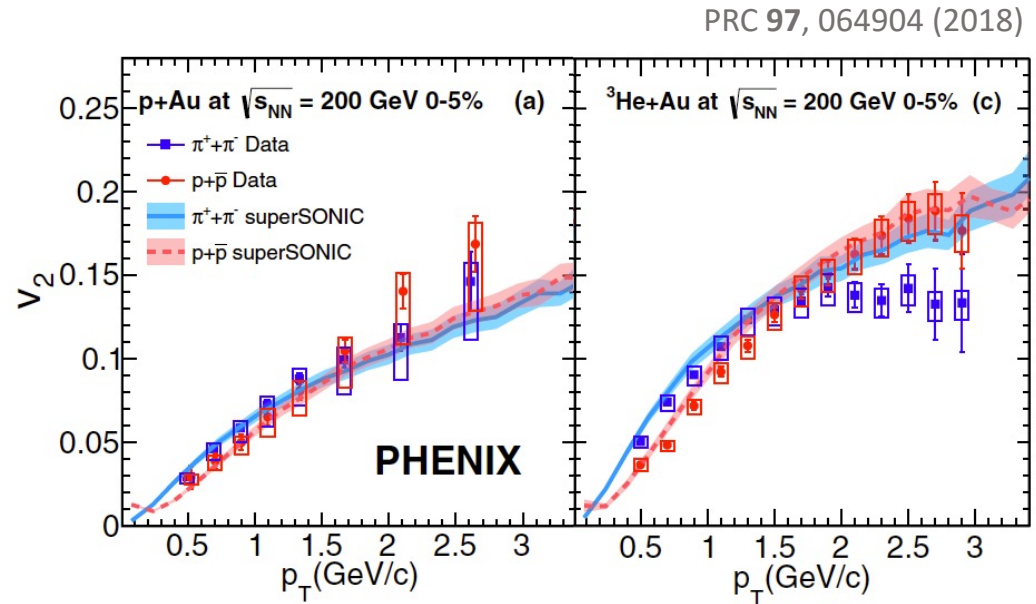 PRC 97, 064904 (2018)
p+Au at √sNN = 200 GeV 0-5% (a)
π⁺+π⁻ Data
p+p̅ Data
π⁺+π⁻ superSONIC
p+p̅ superSONIC
PHENIX
³He+Au at √sNN = 200 GeV 0-5% (c)
v₂
0.25
0.2
0.15
0.1
0.05
0
0.5 1 1.5 2 2.5 3
pT(GeV/c)
0.5 1 1.5 2 2.5 3
pT(GeV/c)